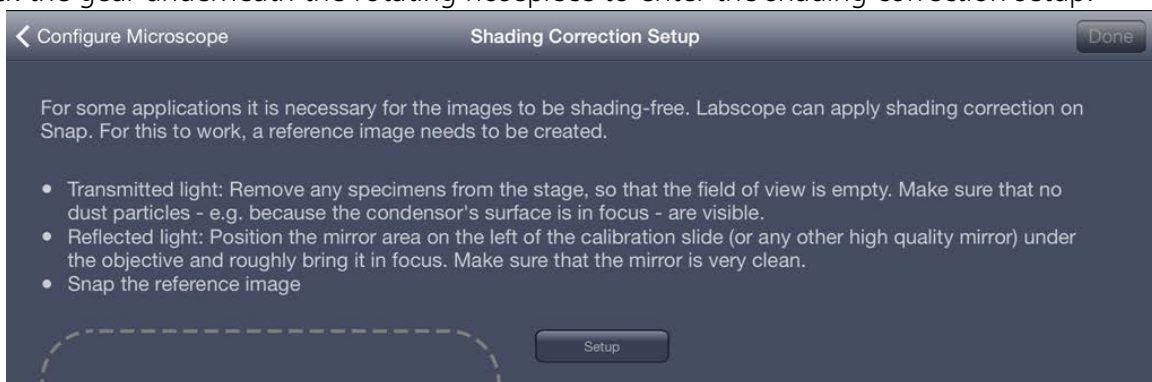 the gear underneath the rotating nosepiece to enter the shading correction setup.
Configure Microscope Shading Correction Setup Done
For some applications it is necessary for the images to be shading-free. Labscope can apply shading correction on
Snap. For this to work, a reference image needs to be created.
• Transmitted light: Remove any specimens from the stage, so that the field of view is empty. Make sure that no
dust particles - e.g. because the condensor's surface is in focus - are visible.
• Reflected light: Position the mirror area on the left of the calibration slide (or any other high quality mirror) under
the objective and roughly bring it in focus. Make sure that the mirror is very clean.
• Snap the reference image
Setup